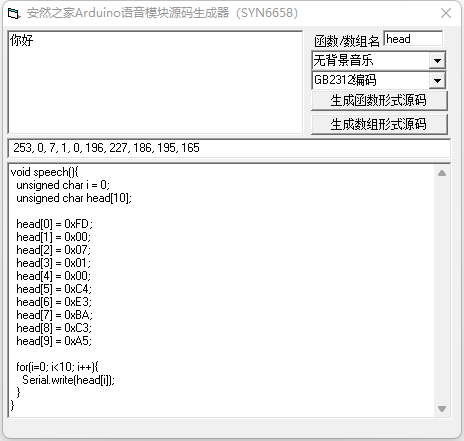 安然之家Arduino语音模块源码生成器（SYN6658）
你好
函数/数组名 head
无背景音乐
GB2312编码
生成函数形式源码
生成数组形式源码
253, 0, 7, 1, 0, 196, 227, 186, 195, 165
void speech(){
unsigned char i = 0;
unsigned char head[10];
head[0] = 0xFD;
head[1] = 0x00;
head[2] = 0x07;
head[3] = 0x01;
head[4] = 0x00;
head[5] = 0xC4;
head[6] = 0xE3;
head[7] = 0xBA;
head[8] = 0xC3;
head[9] = 0xA5;
for(i=0; i<10; i++){
Serial.write(head[i]);
}
}